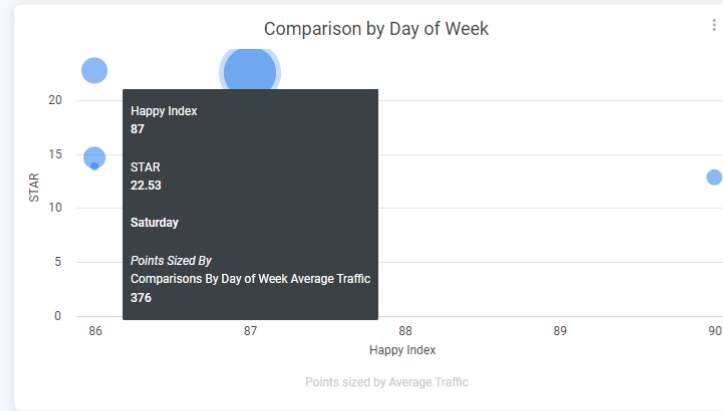 Comparison by Day of Week
20
15
10
5
0
STAR
Happy Index
87
STAR
22.53
Saturday
Points Sized By
Comparisons By Day of Week Average Traffic
376
86
87
88
89
90
Happy Index
Points sized by Average Traffic